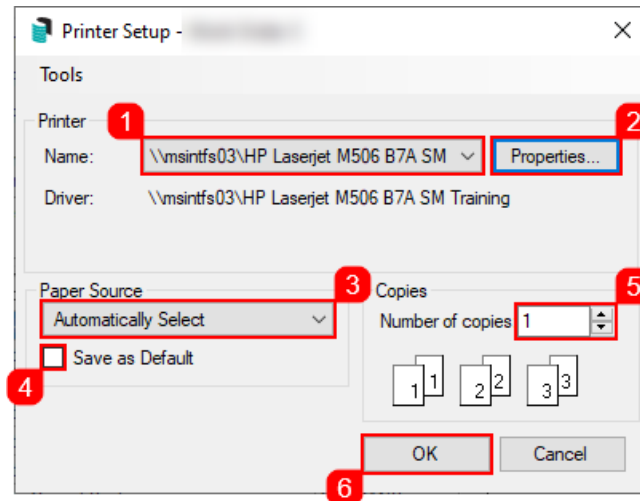 Printer Setup -
Tools
Printer
1
2
Name: \\msintfs03\HP Laserjet M506 B7A SM Properties...
Driver: \\msintfs03\HP Laserjet M506 B7A SM Training
Paper Source
3
Copies
5
Automatically Select
Number of copies 1
4
Save as Default
1 1 2 2 3 3
OK Cancel
6